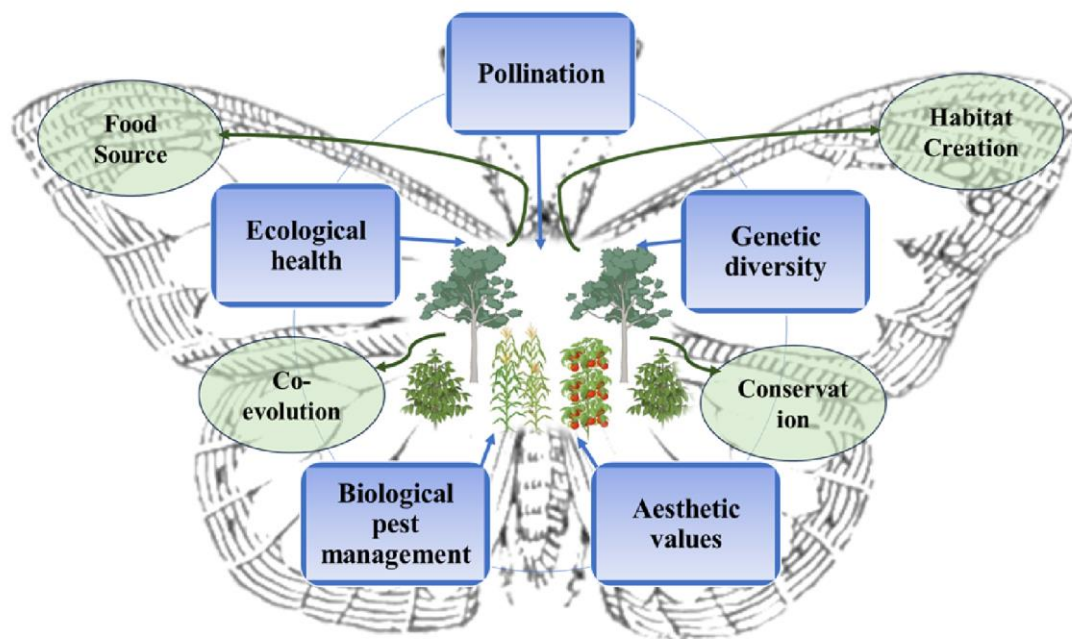 Pollination
Food
Source
Habitat
Creation
Ecological
health
Genetic
diversity
Co-
evolution
Conservat
ion
Biological
pest
management
Aesthetic
values